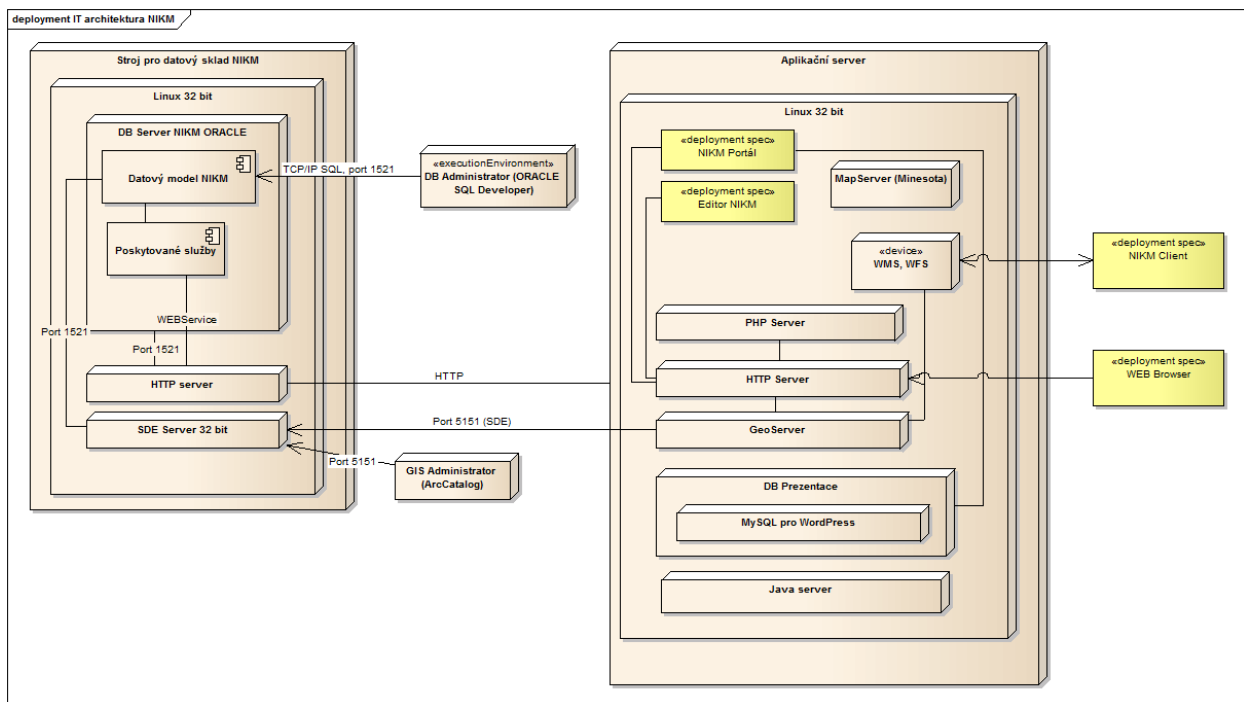 deployment IT architektura NIKM
Stroj pro datový sklad NIKM
Linux 32 bit
DB Server NIKM ORACLE
Datový model NIKM
Poskytované služby
TCP/IP SQL, port 1521
«executionEnvironment»
DB Administrator (ORACLE
SQL Developer)
WEBService
Port 1521
Port 1521
HTTP server
SDE Server 32 bit
HTTP
Port 5151 (SDE)
Port 5151
GIS Administrator
(ArcCatalog)
Aplikační server
Linux 32 bit
«deployment spec»
NIKM Portál
«deployment spec»
Editor NIKM
MapServer (Minesota)
«device»
WMS, WFS
PHP Server
HTTP Server
GeoServer
DB Prezentace
MySQL pro WordPress
Java server
«deployment spec»
NIKM Client
«deployment spec»
WEB Browser